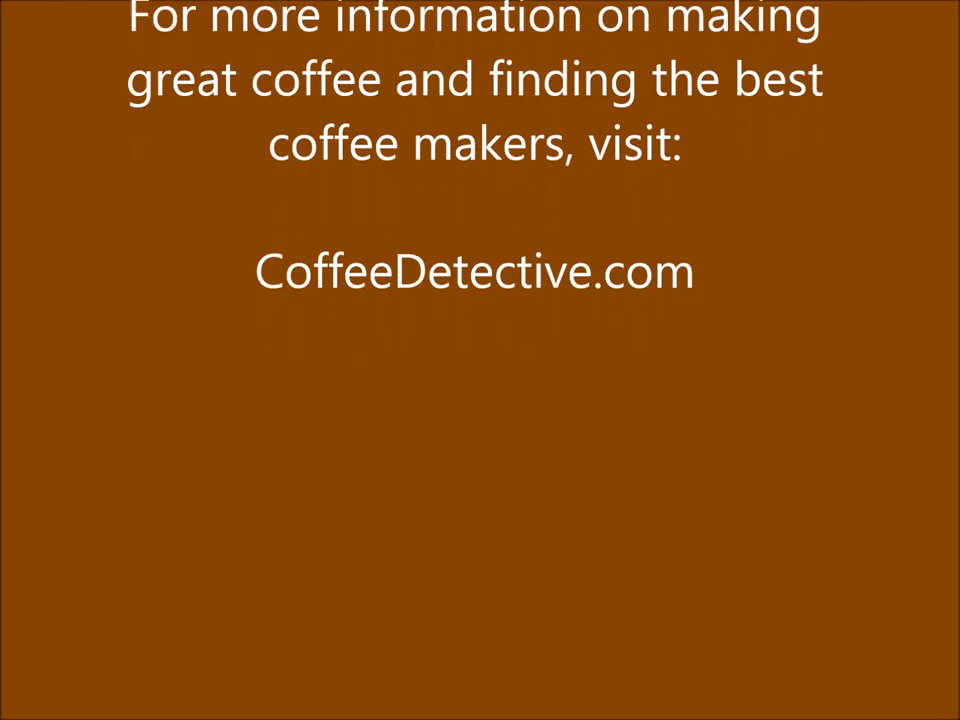 For more information on making
great coffee and finding the best
coffee makers, visit:
CoffeeDetective.com